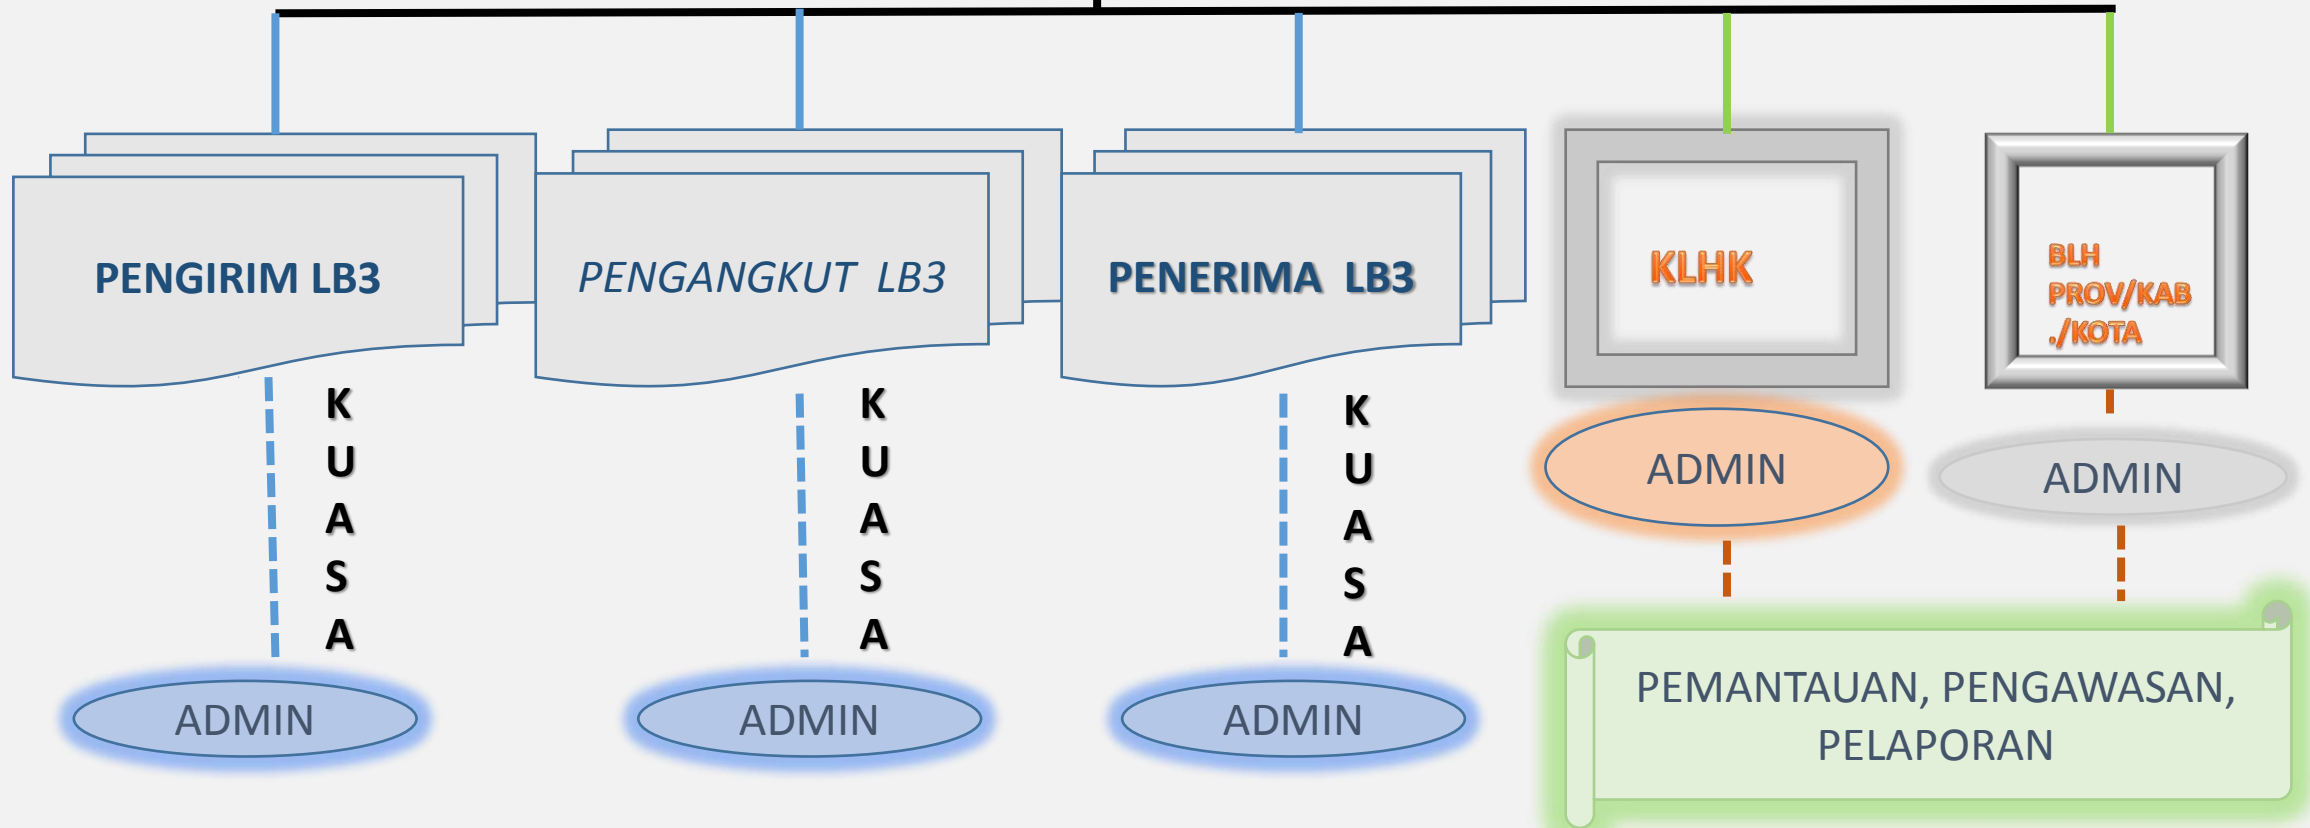 PENGIRIM LB3
PENGANGKUT LB3
PENERIMA LB3
KLHK
BLH
PROV/KAB
./KOTA
K
U
A
S
A
K
U
A
S
A
K
U
A
S
A
ADMIN
ADMIN
ADMIN
ADMIN
ADMIN
PEMANTAUAN, PENGAWASAN,
PELAPORAN